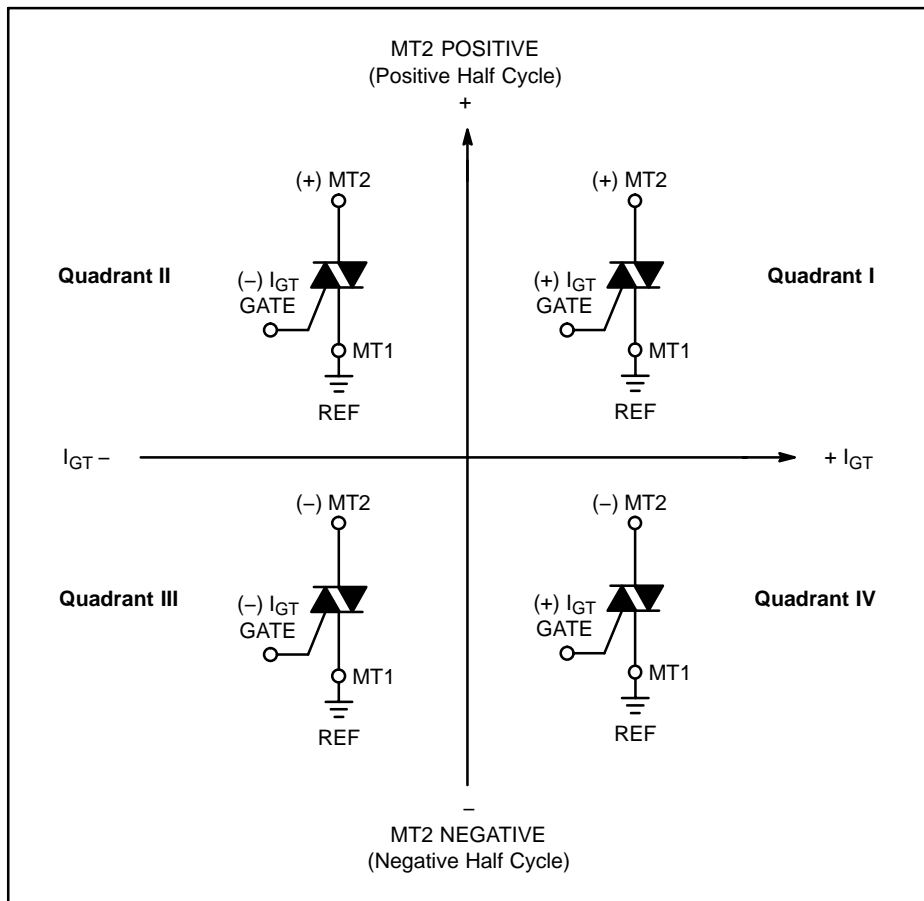 MT2 POSITIVE
(Positive Half Cycle)
+
(+) MT2
(+) MT2
Quadrant II
(–) IGT
GATE
(+) IGT
GATE
Quadrant I
MT1
MT1
REF
REF
IGT –
+ IGT
(–) MT2
(–) MT2
Quadrant III
(–) IGT
GATE
(+) IGT
GATE
Quadrant IV
MT1
MT1
REF
REF
–
MT2 NEGATIVE
(Negative Half Cycle)